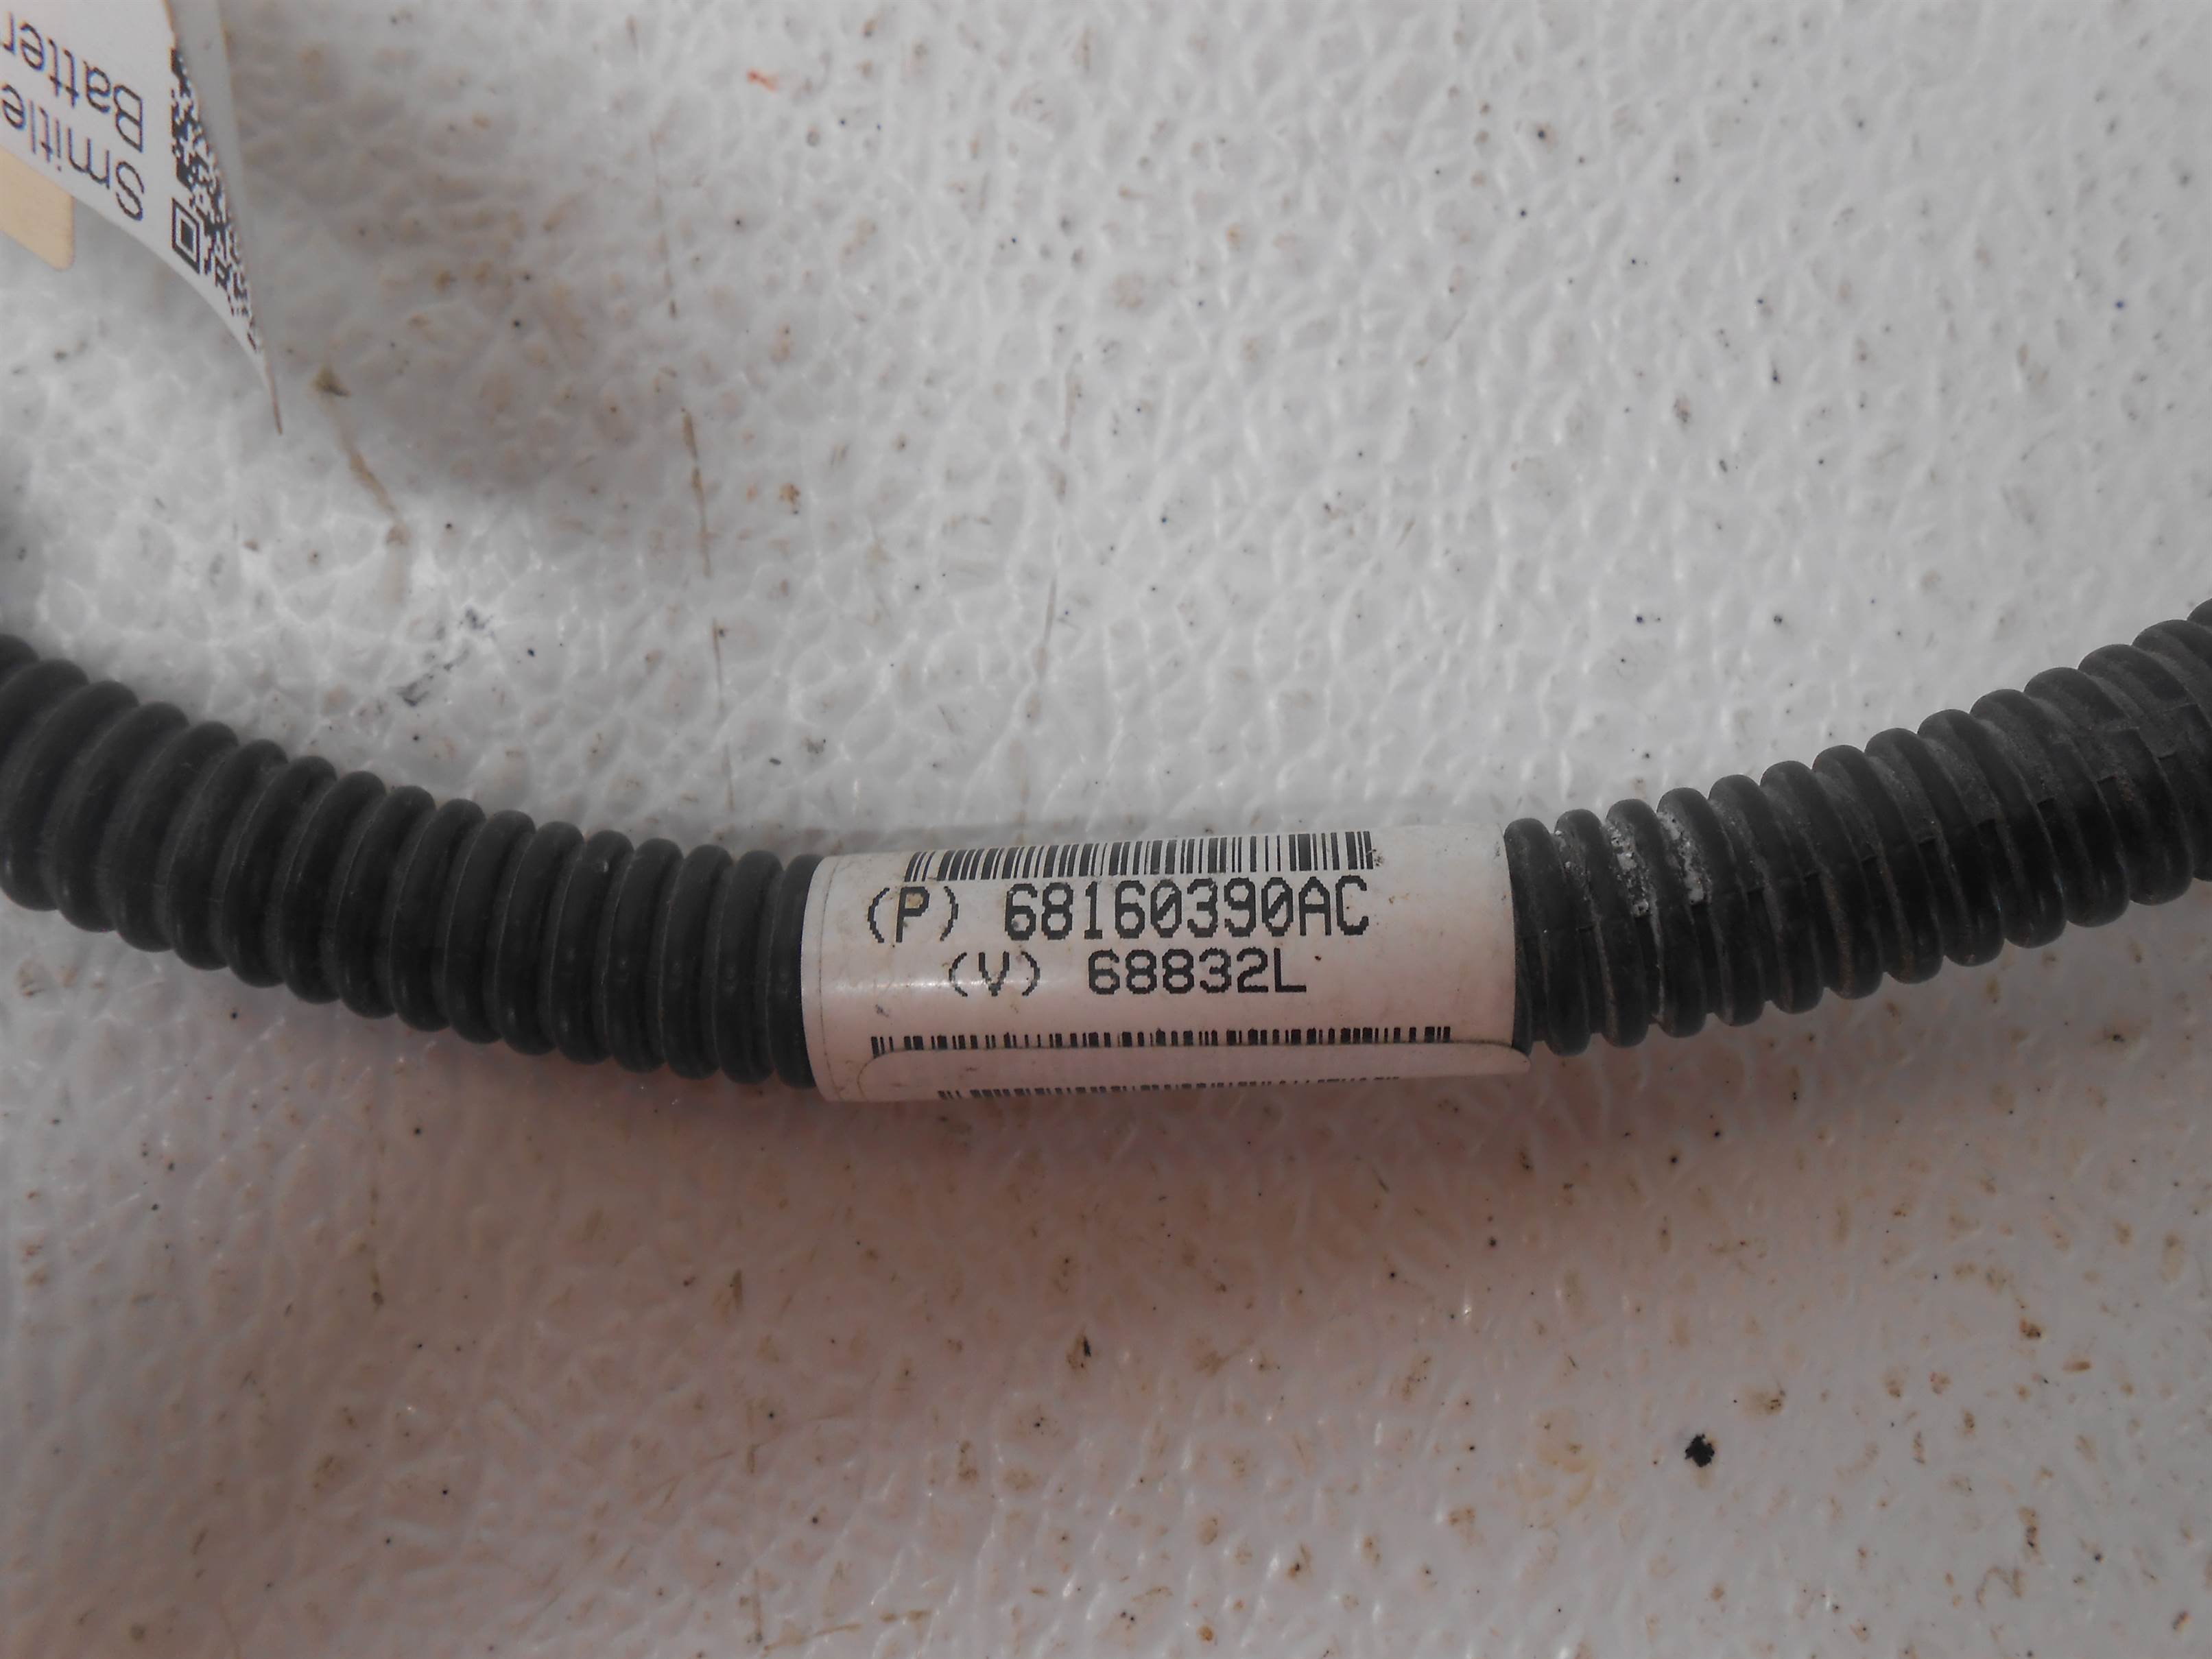 Smitle
Batter
(P) 68160390AC
(V) 68832L